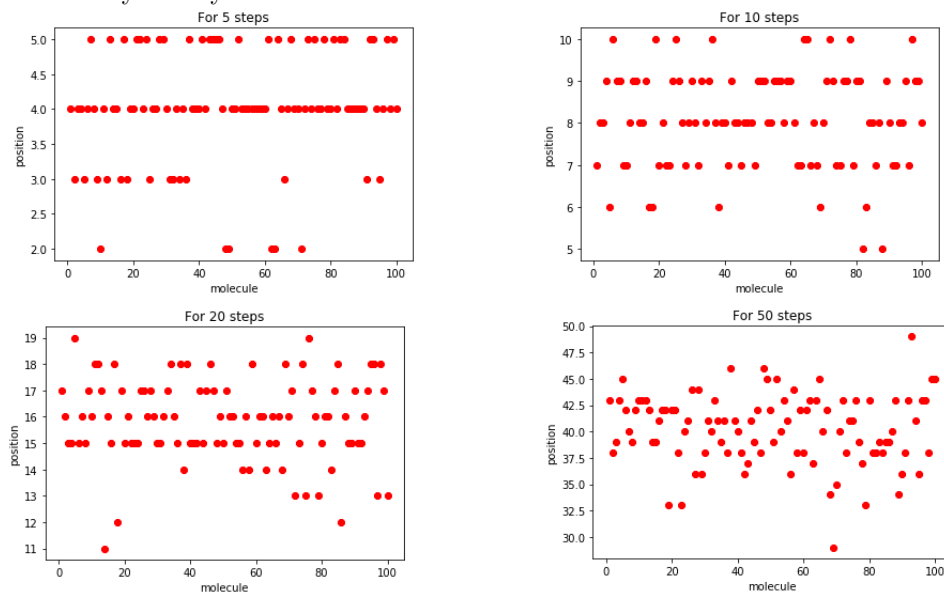 For 5 steps
5.0
4.5
4.0
3.5
3.0
2.5
2.0
position
0 20 40 60 80 100
molecule
For 10 steps
10
9
8
7
6
5
position
0 20 40 60 80 100
molecule
For 20 steps
19
18
17
16
15
14
13
12
11
position
0 20 40 60 80 100
molecule
For 50 steps
50.0
47.5
45.0
42.5
40.0
37.5
35.0
32.5
30.0
position
0 20 40 60 80 100
molecule